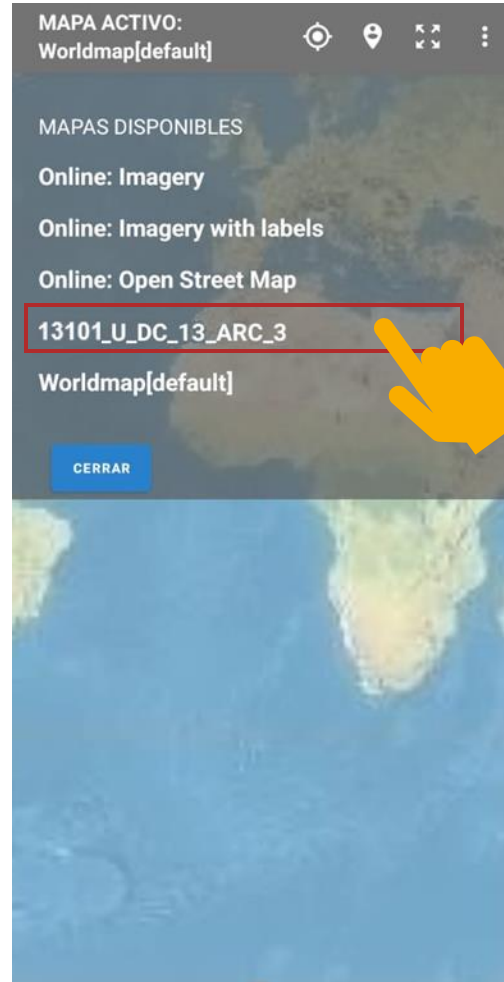 MAPA ACTIVO:
Worldmap[default]
MAPAS DISPONIBLES
Online: Imagery
Online: Imagery with labels
Online: Open Street Map
13101_U_DC_13_ARC_3
Worldmap[default]
CERRAR